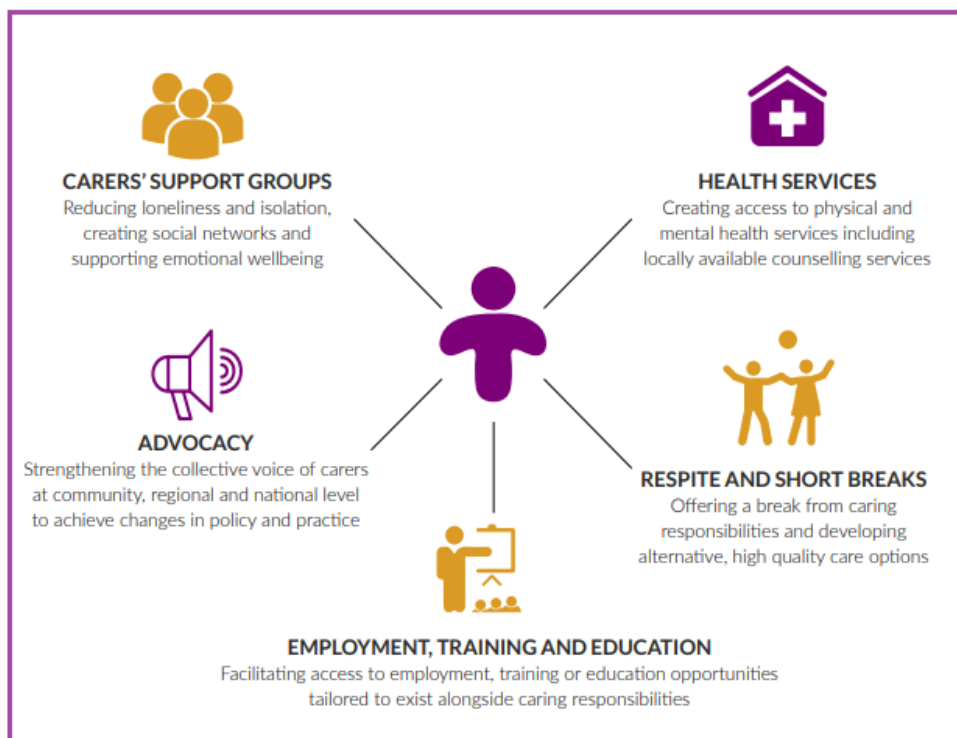 CARERS' SUPPORT GROUPS
Reducing loneliness and isolation,
creating social networks and
supporting emotional wellbeing
HEALTH SERVICES
Creating access to physical and
mental health services including
locally available counselling services
ADVOCACY
Strengthening the collective voice of carers
at community, regional and national level
to achieve changes in policy and practice
RESPITE AND SHORT BREAKS
Offering a break from caring
responsibilities and developing
alternative, high quality care options
EMPLOYMENT, TRAINING AND EDUCATION
Facilitating access to employment, training or education opportunities
tailored to exist alongside caring responsibilities